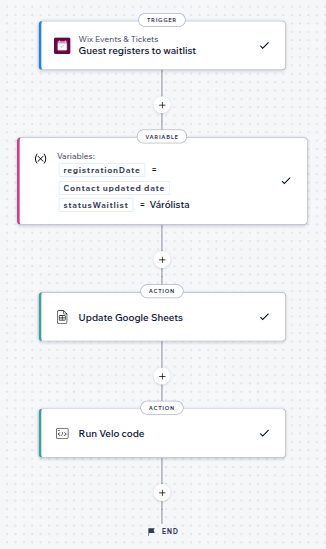 TRIGGER
Wix Events & Tickets
Guest registers to waitlist
VARIABLE
(x) Variables:
registrationDate =
Contact updated date
statusWaitlist = Várólista
ACTION
Update Google Sheets
ACTION
Run Velo code
END